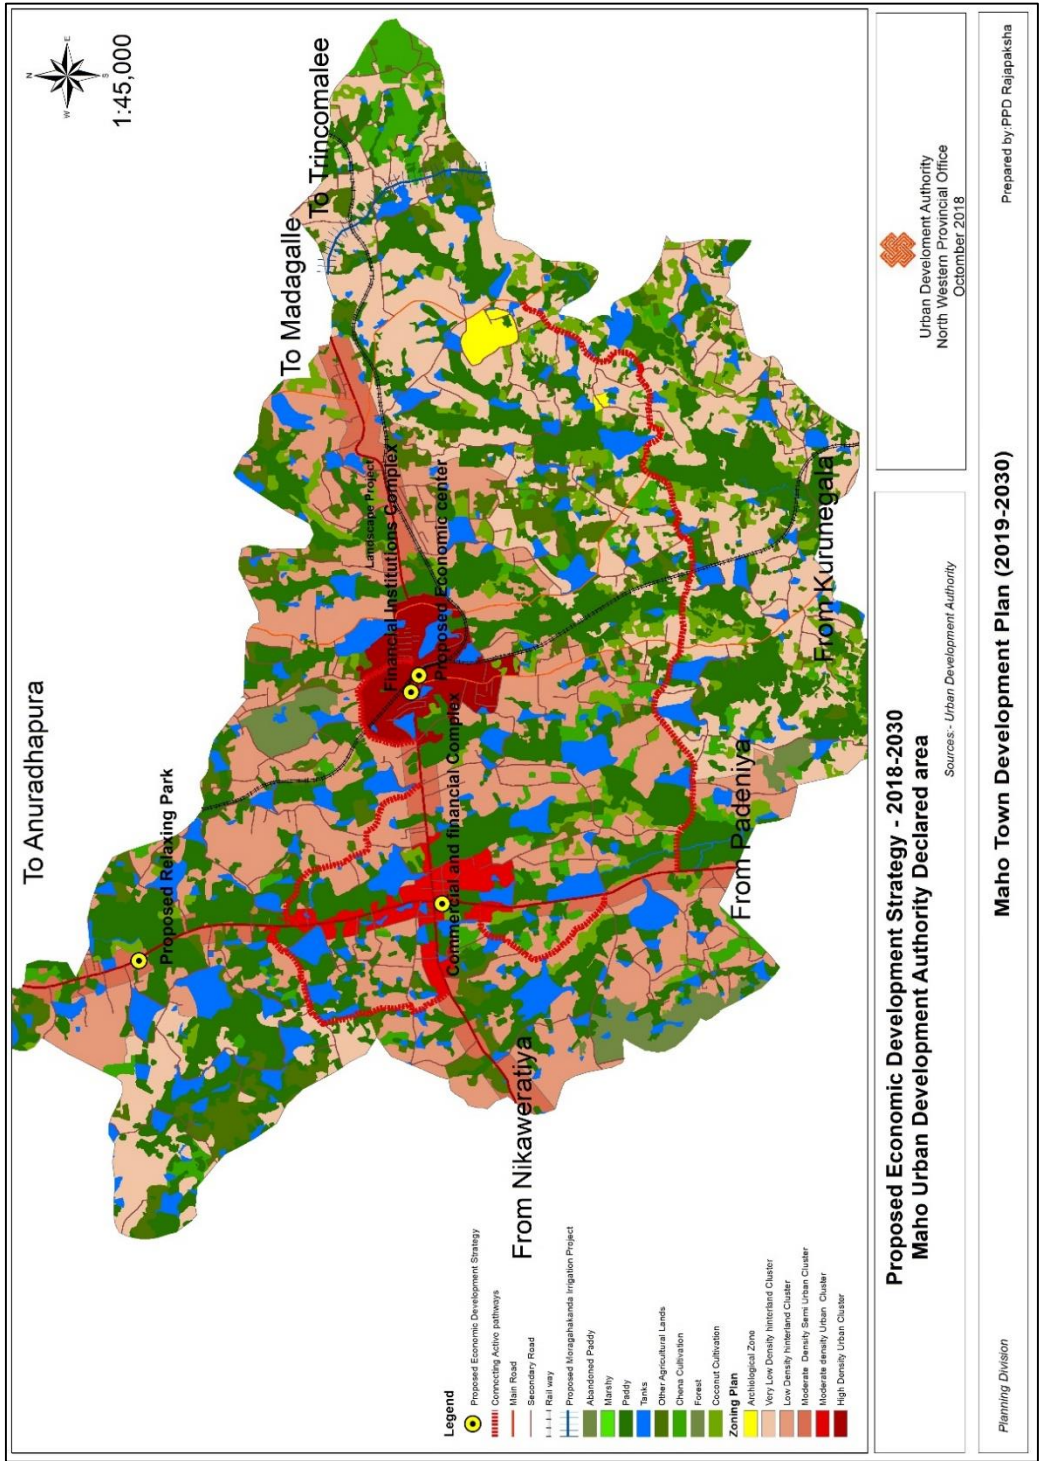 N
E
S
W
1:45,000
To Anuradhapura
To Madagalle
To Trincomalee
Proposed Relaxing Park
Landscape Project
Financial Institutions Complex
Proposed Economic center
Commercial and financial Complex
From Nikaweratiya
From Padeniya
From Kurunegala
Legend
Proposed Economic Development Strategy
Connecting Active pathways
Main Road
Secondary Road
Rail way
Proposed Moragahakanda Irrigation Project
Abandoned Paddy
Marshy
Paddy
Tanks
Other Agricultural Lands
Chena Cultivation
Forest
Coconut Cultivation
Zoning Plan
Archiological Zone
Very Low Density hinterland Cluster
Low Density hinterland Cluster
Moderate Density Semi Urban Cluster
Moderate density Urban Cluster
High Density Urban Cluster
Proposed Economic Development Strategy - 2018-2030
Maho Urban Development Authority Declared area
Sources:- Urban Development Authority
Urban Development Authority
North Western Provincial Office
Octomber 2018
Planning Division
Maho Town Development Plan (2019-2030)
Prepared by:PPD Rajapaksha